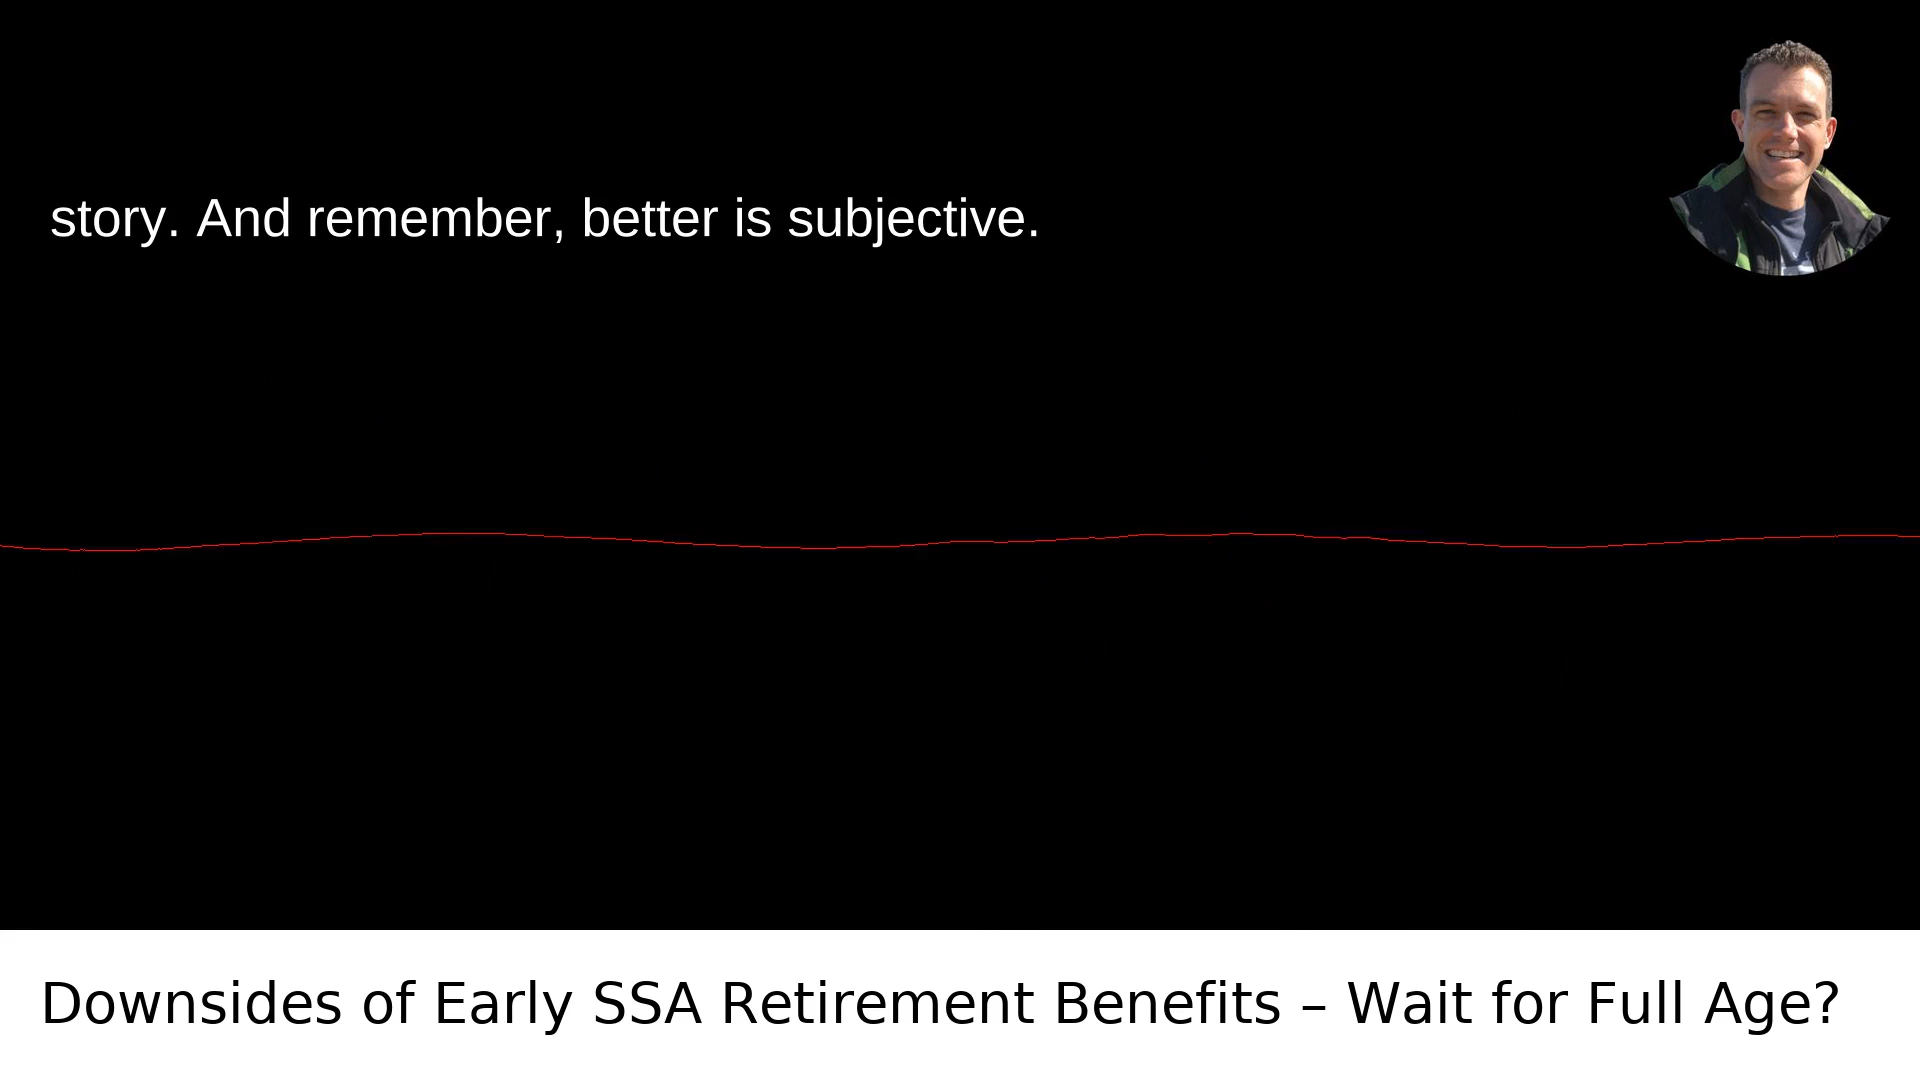 story. And remember, better is subjective.
Downsides of Early SSA Retirement Benefits – Wait for Full Age?